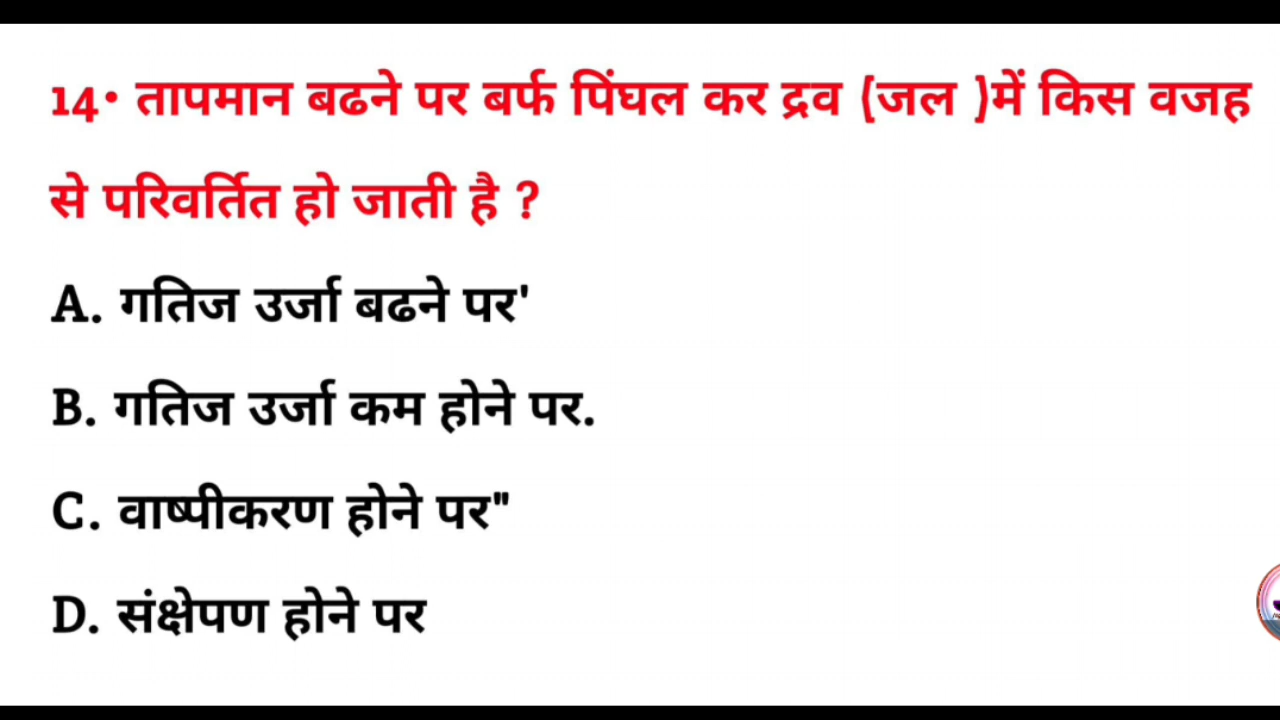 14• तापमान बढने पर बर्फ पिंघल कर द्रव (जल )में किस वजह
से परिवर्तित हो जाती है ?
A. गतिज उर्जा बढने पर'
B. गतिज उर्जा कम होने पर.
C. वाष्पीकरण होने पर"
D. संक्षेपण होने पर